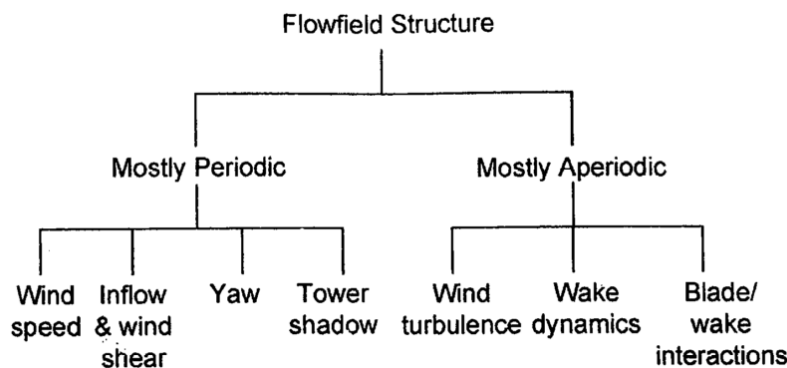 Flowfield Structure
Mostly Periodic
Mostly Aperiodic
Wind
speed
Inflow
& wind
shear
Yaw
Tower
shadow
Wind
turbulence
Wake
dynamics
Blade/
wake
interactions